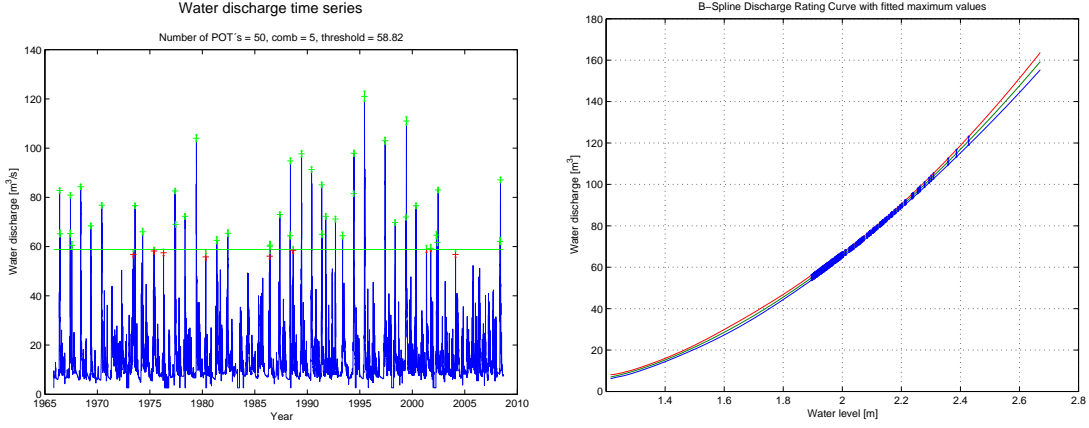 Water discharge time series
Number of POT´s = 50, comb = 5, threshold = 58.82
140
120
100
80
60
40
20
0
Water discharge [m³/s]
1965 1970 1975 1980 1985 1990 1995 2000 2005 2010
Year
B−Spline Discharge Rating Curve with fitted maximum values
180
160
140
120
100
80
60
40
20
0
Water discharge [m³]
1.4 1.6 1.8 2 2.2 2.4 2.6 2.8
Water level [m]